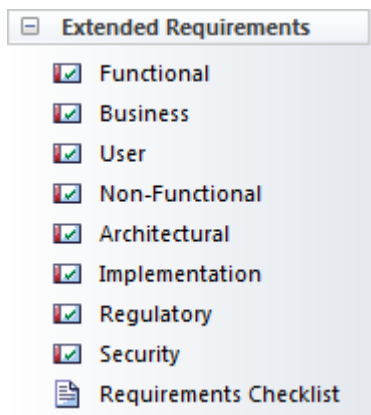 Extended Requirements
Functional
Business
User
Non-Functional
Architectural
Implementation
Regulatory
Security
Requirements Checklist